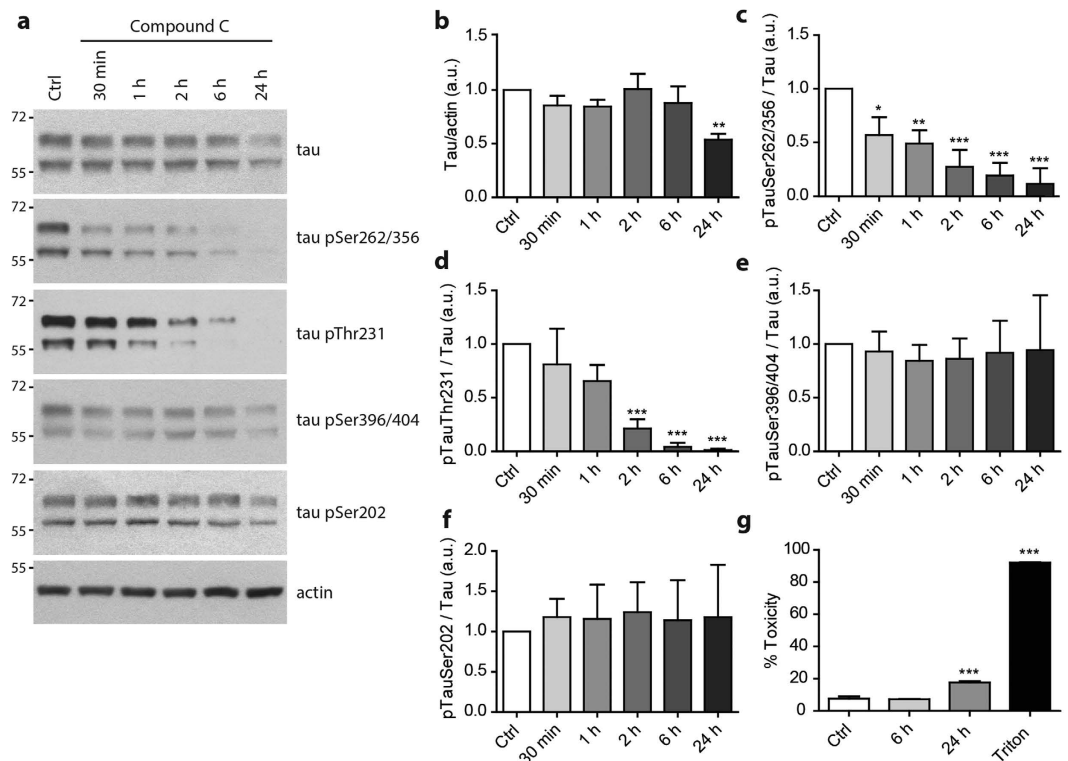 a
Compound C
Ctrl
30 min
1 h
2 h
6 h
24 h
72
55
tau
72
55
tau pSer262/356
72
55
tau pThr231
72
55
tau pSer396/404
72
55
tau pSer202
55
actin
b
Tau/actin (a.u.)
1.5
1.0
0.5
0.0
**
Ctrl
30 min
1 h
2 h
6 h
24 h
c
pTauSer262/356 / Tau (a.u.)
1.5
1.0
0.5
0.0
*
**
***
***
***
Ctrl
30 min
1 h
2 h
6 h
24 h
d
pTauThr231 / Tau (a.u.)
1.5
1.0
0.5
0.0
***
***
***
Ctrl
30 min
1 h
2 h
6 h
24 h
e
pTauSer396/404 / Tau (a.u.)
1.5
1.0
0.5
0.0
Ctrl
30 min
1 h
2 h
6 h
24 h
f
pTauSer202 / Tau (a.u.)
2.0
1.5
1.0
0.5
0.0
Ctrl
30 min
1 h
2 h
6 h
24 h
g
% Toxicity
100
80
60
40
20
0
***
***
Ctrl
6 h
24 h
Triton